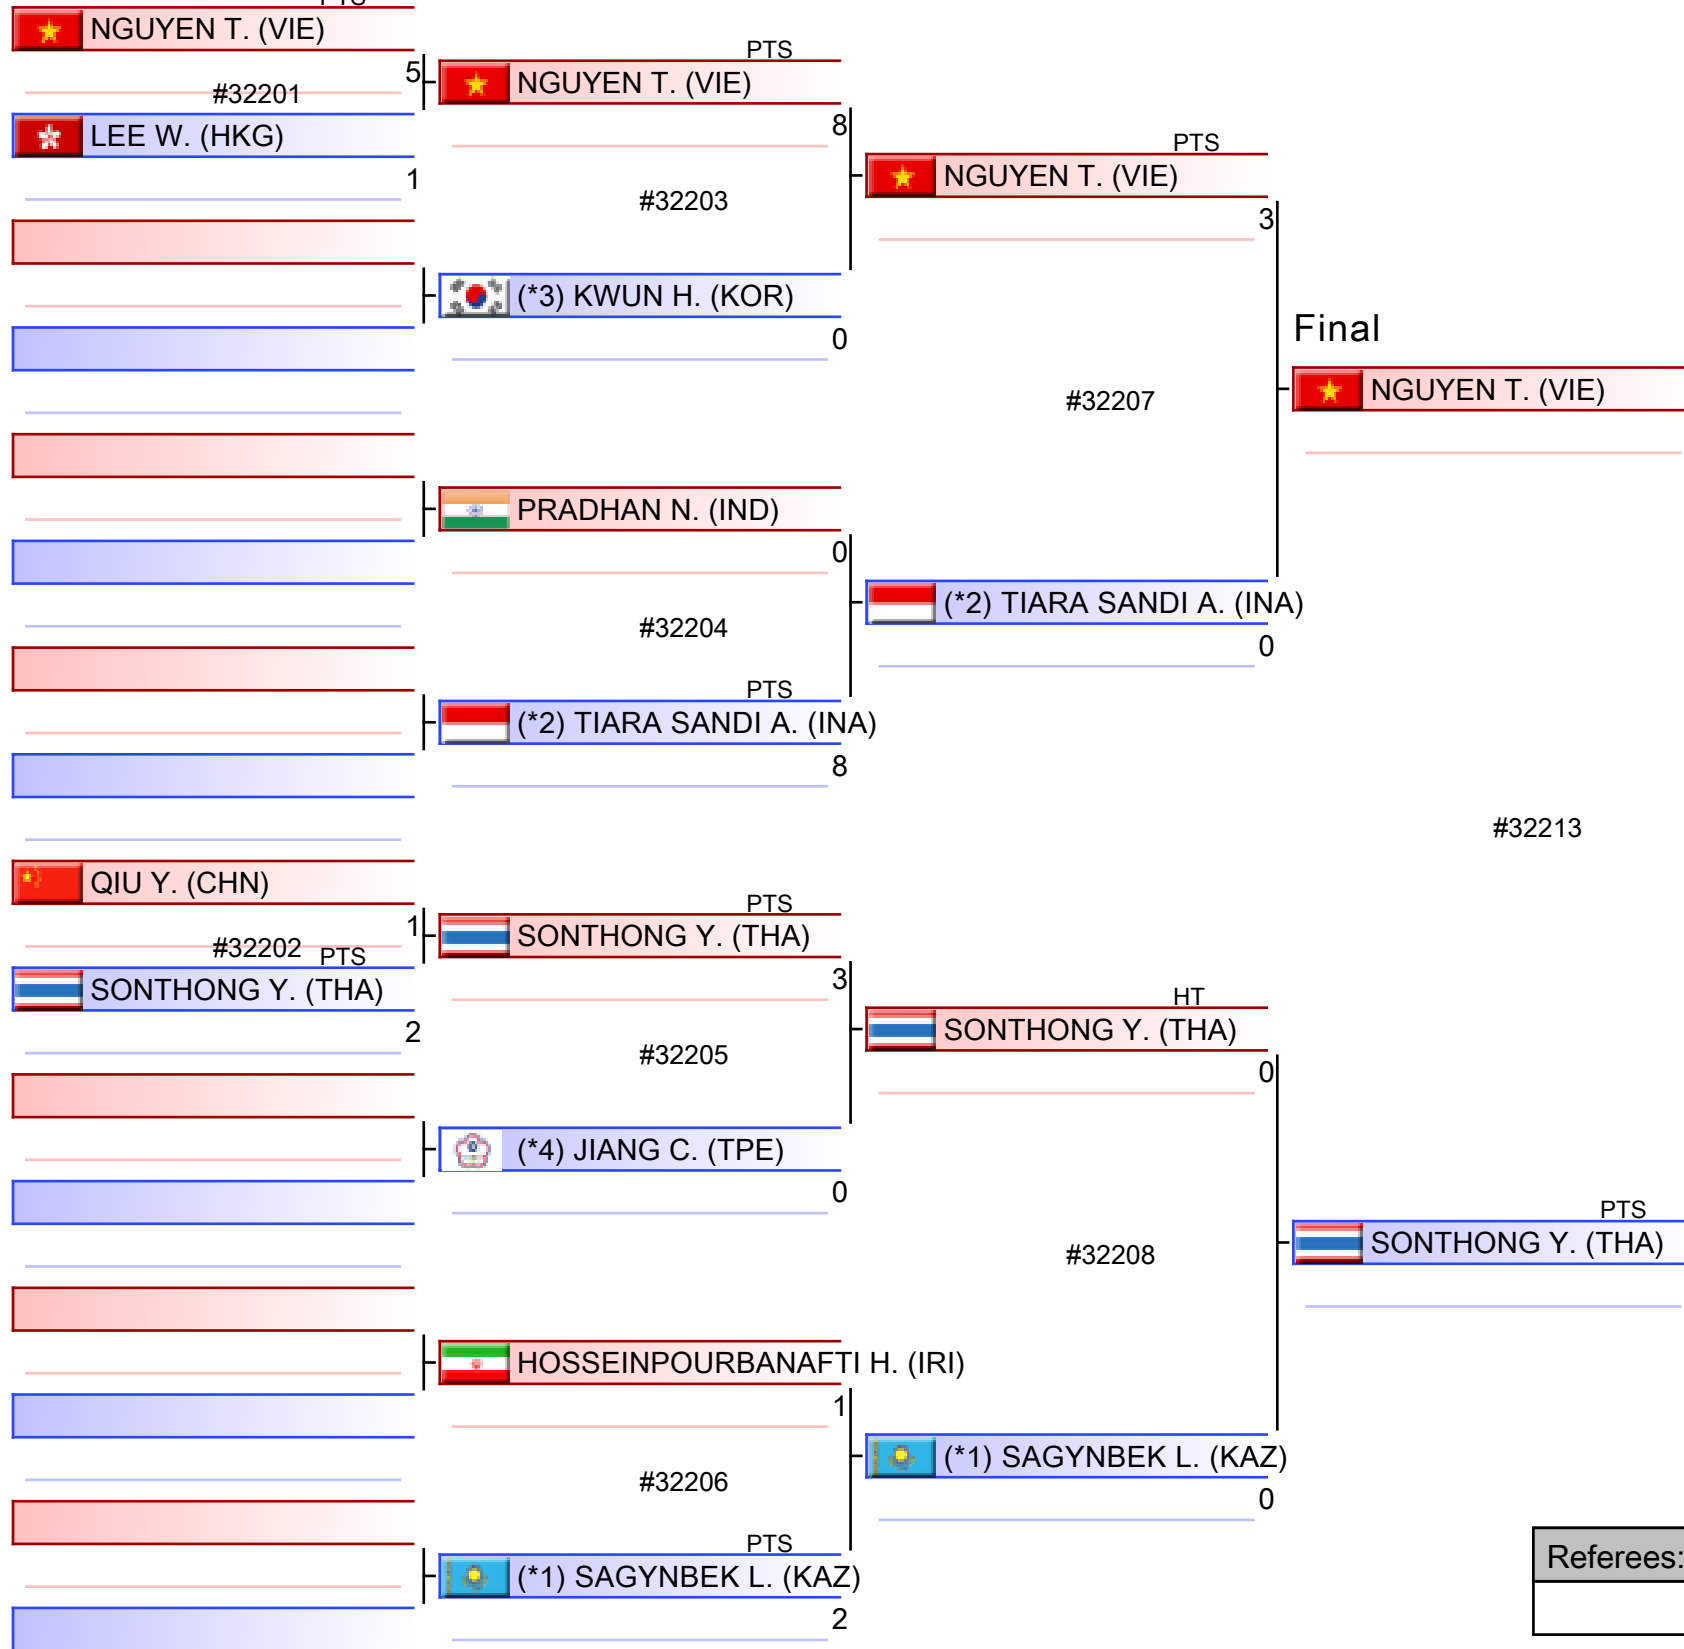 PTS
NGUYEN T. (VIE)
5
#32201
LEE W. (HKG)
1
QIU Y. (CHN)
1
#32202
PTS
SONTHONG Y. (THA)
2
PTS
NGUYEN T. (VIE)
8
#32203
(*3) KWUN H. (KOR)
0
PRADHAN N. (IND)
0
#32204
PTS
(*2) TIARA SANDI A. (INA)
8
PTS
SONTHONG Y. (THA)
3
#32205
(*4) JIANG C. (TPE)
0
HOSSEINPOURBANAFTI H. (IRI)
1
#32206
PTS
(*1) SAGYNBEK L. (KAZ)
2
PTS
NGUYEN T. (VIE)
3
#32207
(*2) TIARA SANDI A. (INA)
0
HT
SONTHONG Y. (THA)
0
#32208
(*1) SAGYNBEK L. (KAZ)
0
Final
NGUYEN T. (VIE)
#32213
PTS
SONTHONG Y. (THA)
Referees: